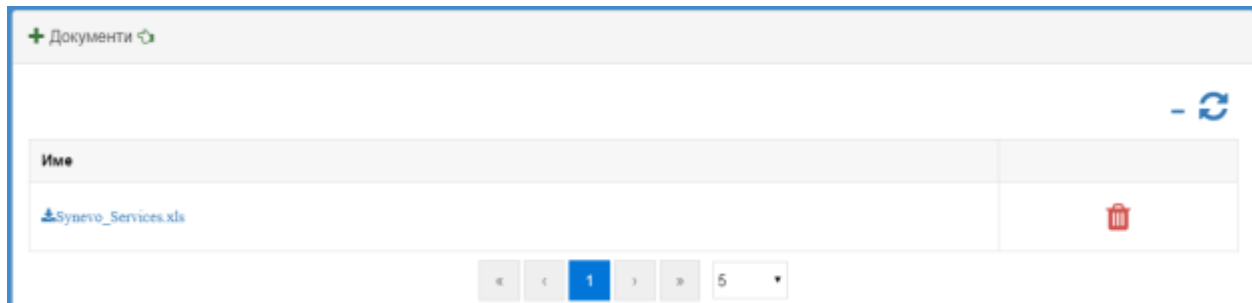 Документи
Име
Synevo_Services.xls
« ‹ 1 › » 5